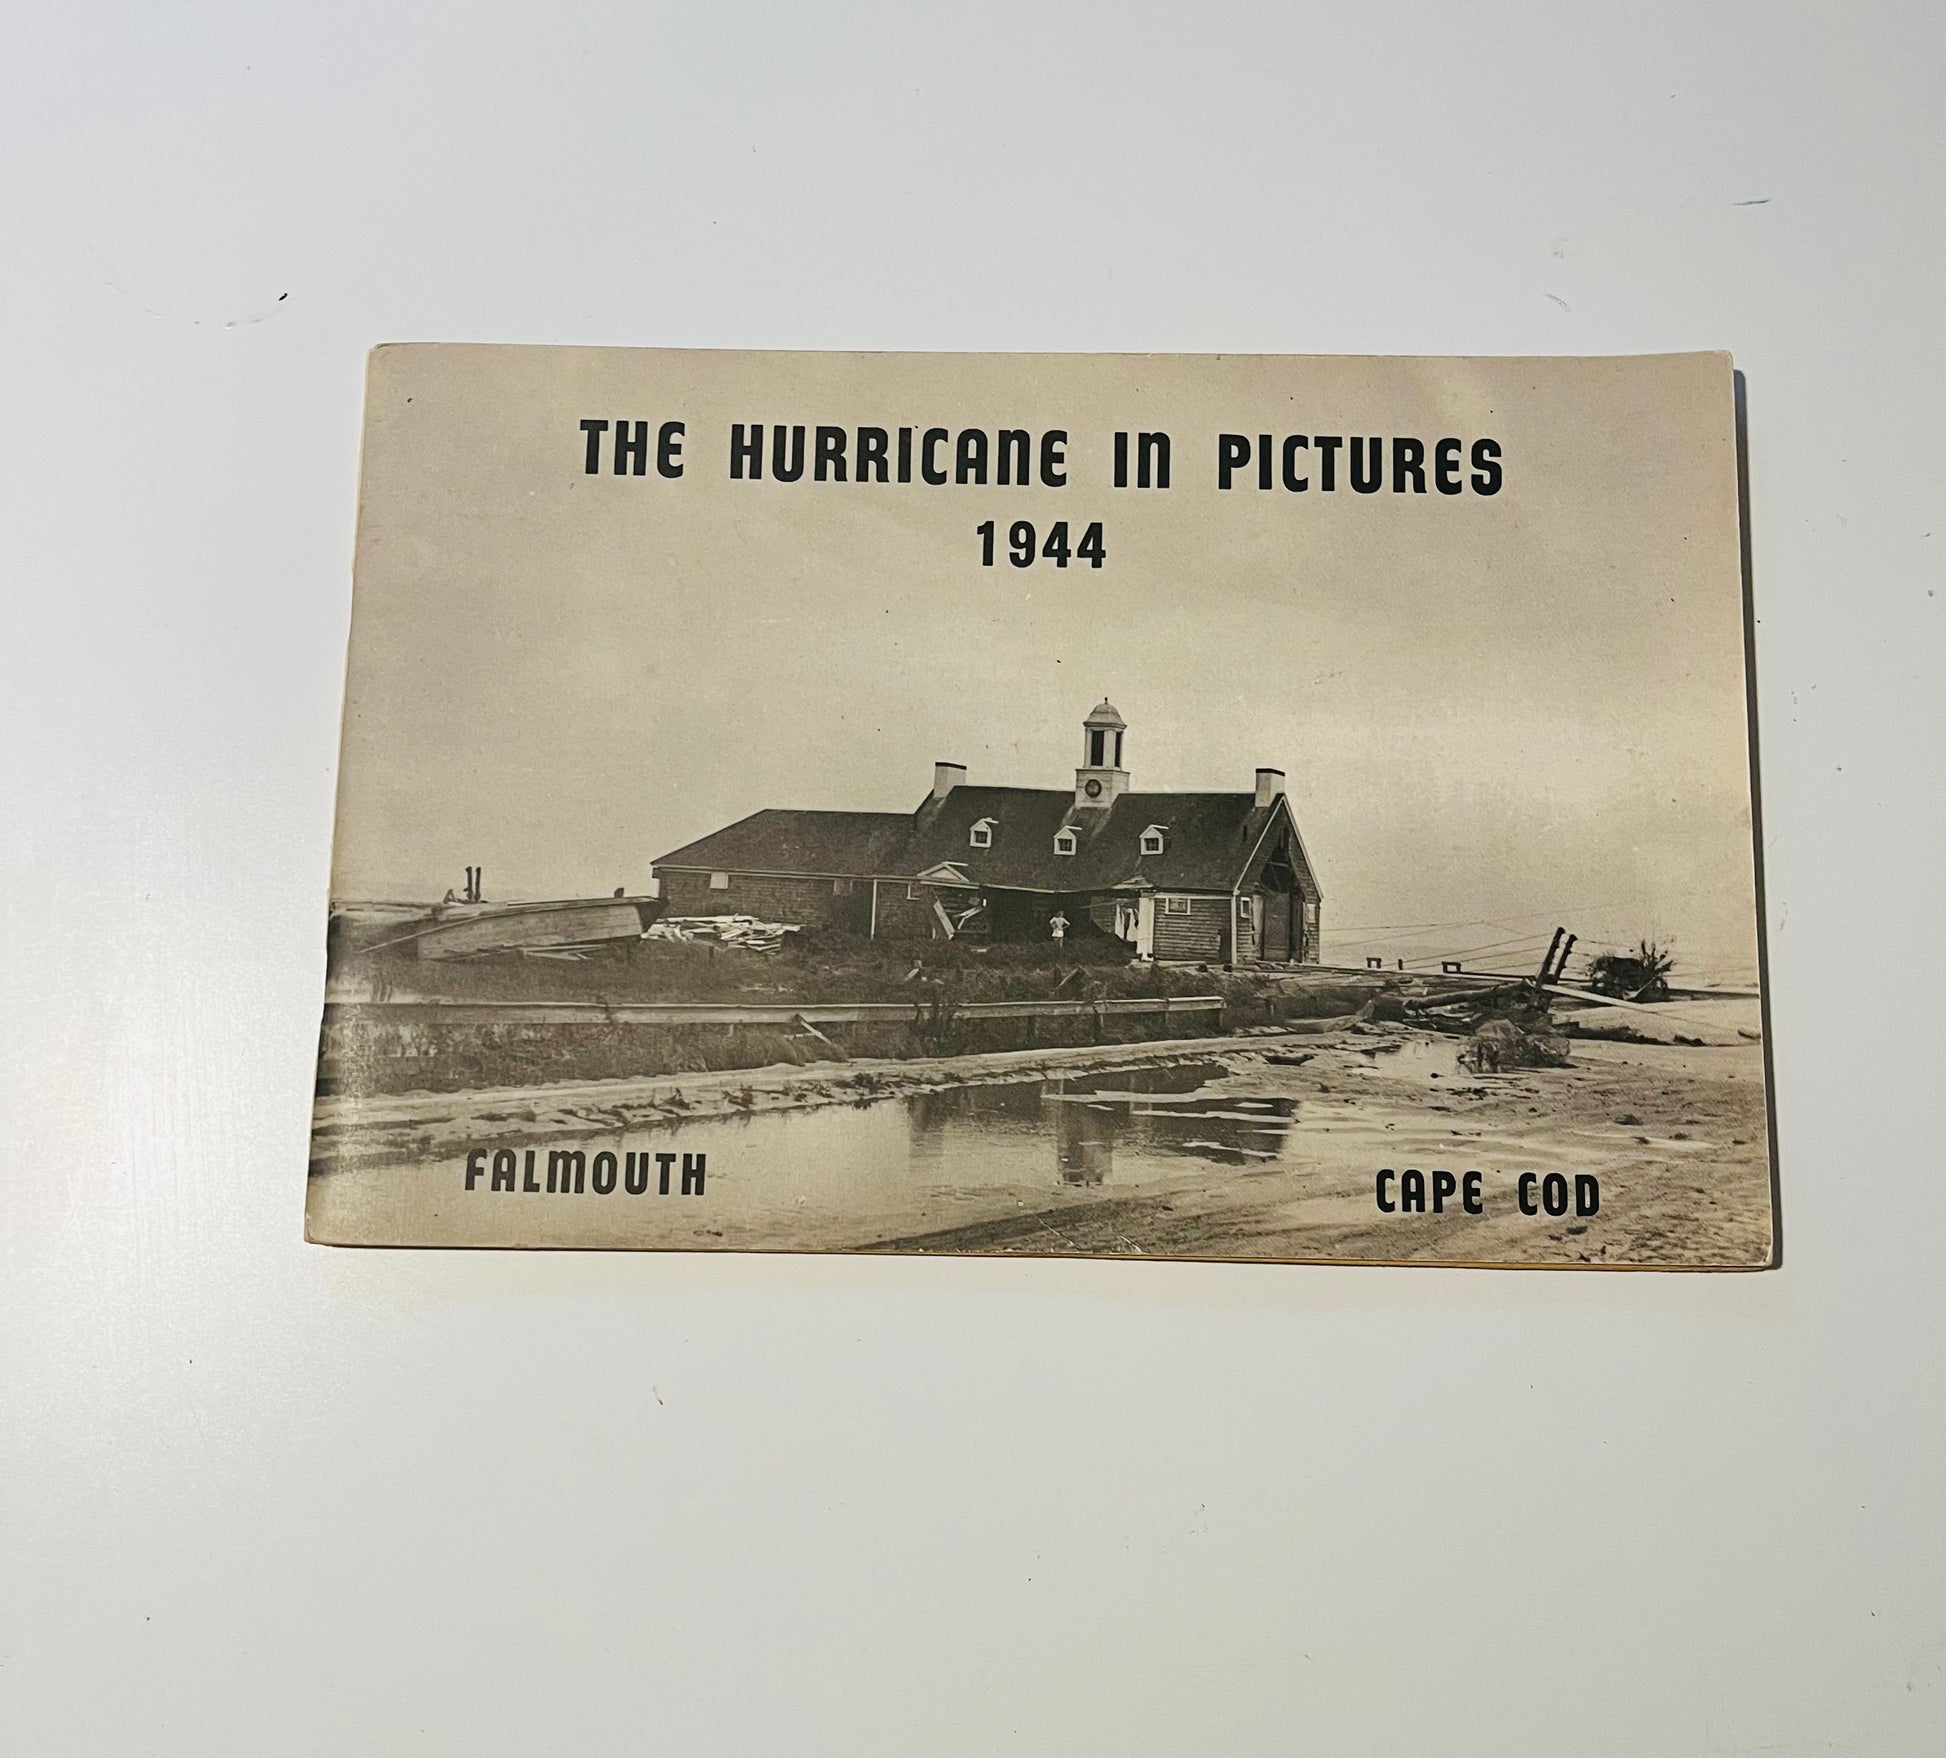 THE HURRICANE IN PICTURES
1944
FALMOUTH
CAPE COD